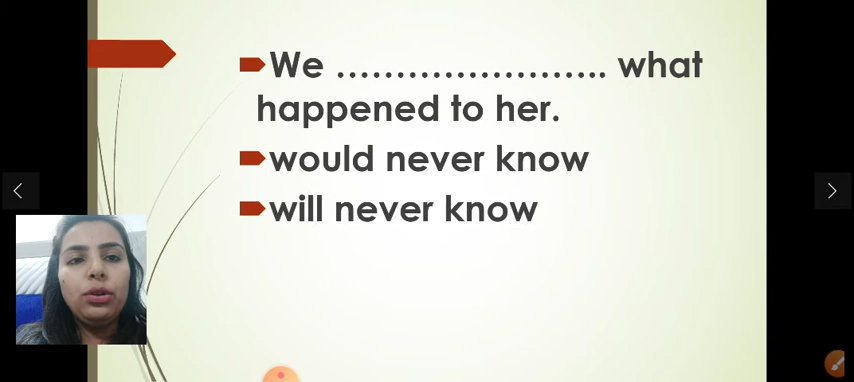 We ........................ what
happened to her.
would never know
will never know